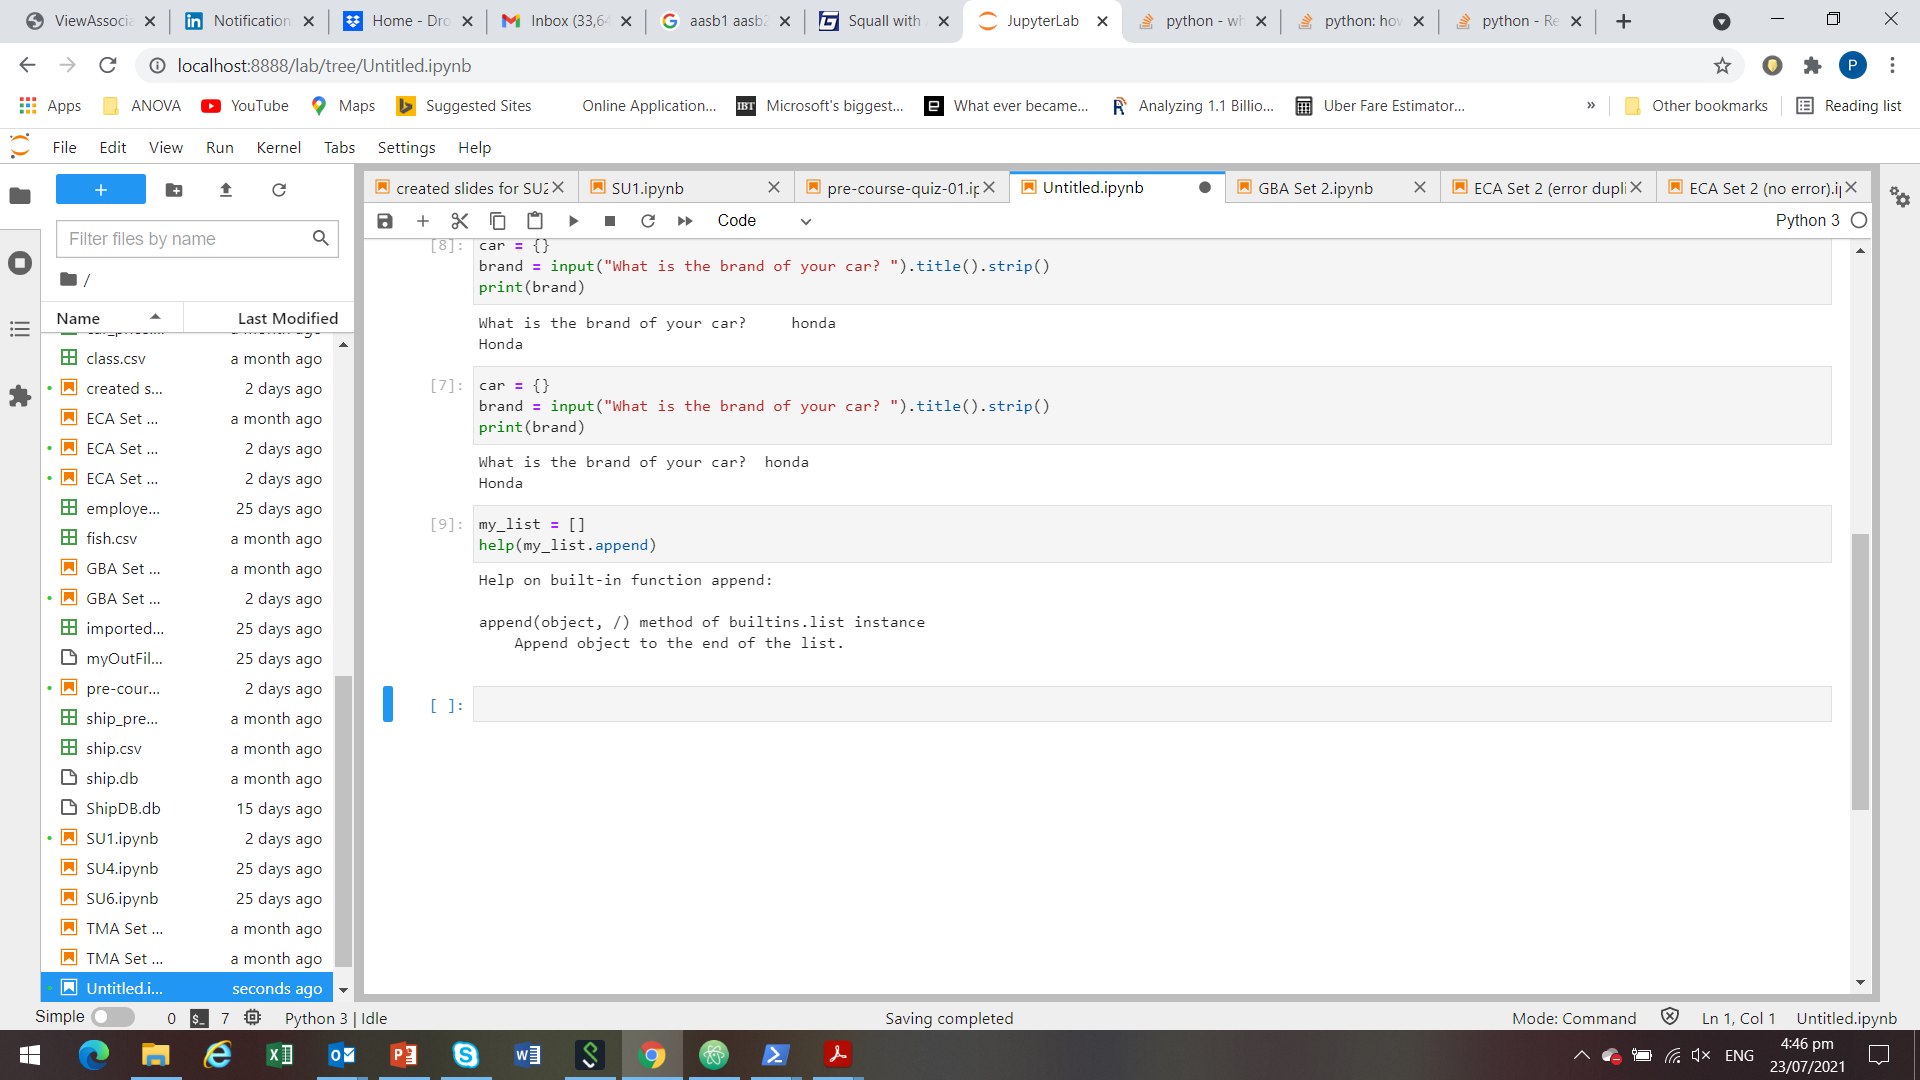 ViewAssocia
Notification
Home - Dro
Inbox (33,64
aasb1 aasb2
Squall with
JupyterLab
python - wh
python: how
python - Re
localhost:8888/lab/tree/Untitled.ipynb
P
Apps
ANOVA
YouTube
Maps
Suggested Sites
Online Application...
IBT
Microsoft's biggest...
What ever became...
Analyzing 1.1 Billio...
Uber Fare Estimator...
»
Other bookmarks
Reading list
File
Edit
View
Run
Kernel
Tabs
Settings
Help
created slides for SU2
SU1.ipynb
pre-course-quiz-01.ip
Untitled.ipynb
GBA Set 2.ipynb
ECA Set 2 (error dupli
ECA Set 2 (no error).i
Code
Python 3
Filter files by name
/
Name
Last Modified
class.csv a month ago
created s... 2 days ago
ECA Set ... a month ago
ECA Set ... 2 days ago
ECA Set ... 2 days ago
employe... 25 days ago
fish.csv a month ago
GBA Set ... a month ago
GBA Set ... 2 days ago
imported... 25 days ago
myOutFil... 25 days ago
pre-cour... 2 days ago
ship_pre... a month ago
ship.csv a month ago
ship.db a month ago
ShipDB.db 15 days ago
SU1.ipynb 2 days ago
SU4.ipynb 25 days ago
SU6.ipynb 25 days ago
TMA Set ... a month ago
TMA Set ... a month ago
Untitled.i... seconds ago
[8]: car = {}
brand = input("What is the brand of your car? ").title().strip()
print(brand)
What is the brand of your car?     honda
Honda
[7]: car = {}
brand = input("What is the brand of your car? ").title().strip()
print(brand)
What is the brand of your car?  honda
Honda
[9]: my_list = []
help(my_list.append)
Help on built-in function append:
append(object, /) method of builtins.list instance
    Append object to the end of the list.
[ ]:
Simple
0
$_
7
Python 3 | Idle
Saving completed
Mode: Command
Ln 1, Col 1
Untitled.ipynb
ENG
4:46 pm
23/07/2021